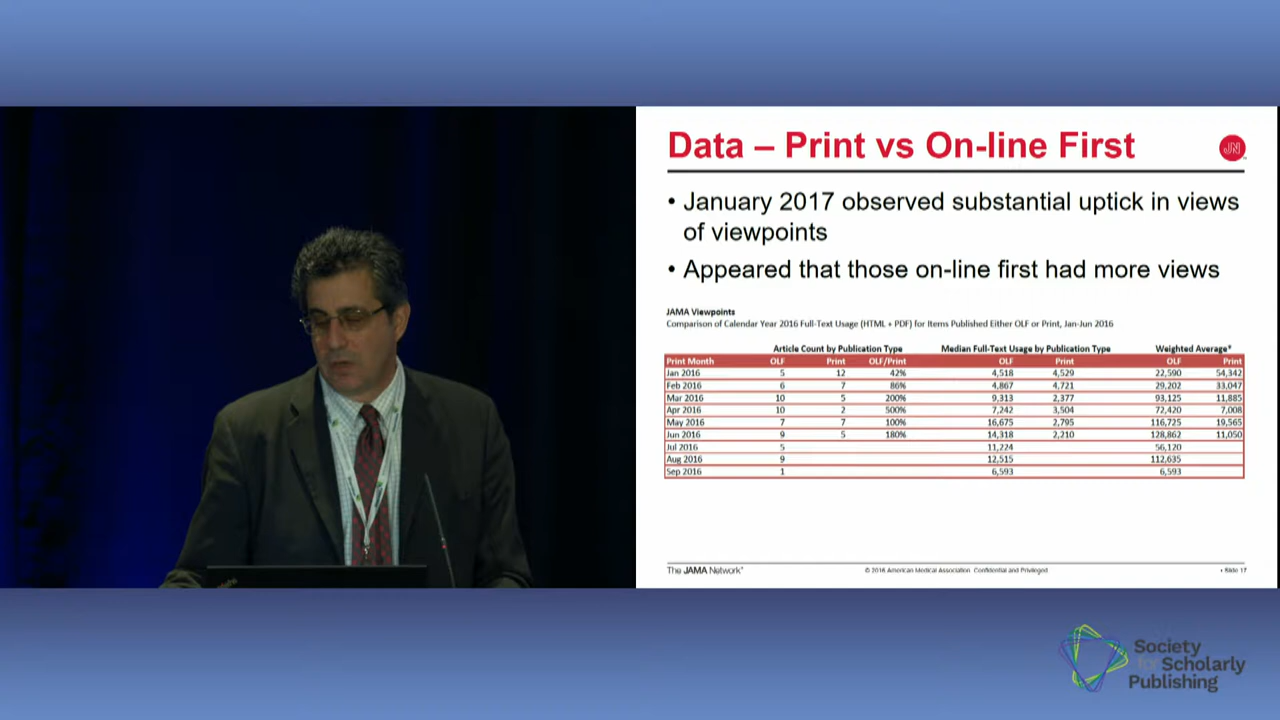 Data – Print vs On-line First
• January 2017 observed substantial uptick in views
of viewpoints
• Appeared that those on-line first had more views
JAMA Viewpoints
Comparison of Calendar Year 2016 Full-Text Usage (HTML + PDF) for Items Published Either OLF or Print, Jan-Jun 2016
Article Count by Publication Type Median Full-Text Usage by Publication Type Weighted Average*
Print Month OLF Print OLF/Print OLF Print OLF Print
Jan 2016 5 12 42% 4,518 4,529 22,590 54,342
Feb 2016 6 7 86% 4,867 4,721 29,202 33,047
Mar 2016 10 5 200% 9,313 2,377 93,125 11,885
Apr 2016 10 2 500% 7,242 3,504 72,420 7,008
May 2016 7 7 100% 16,675 2,795 116,725 19,565
Jun 2016 9 5 180% 14,318 2,210 128,862 11,050
Jul 2016 5 11,224 56,120
Aug 2016 9 12,515 112,635
Sep 2016 1 6,593 6,593
The JAMA Network
© 2016 American Medical Association. Confidential and Privileged
• Slide 17
Society
for Scholarly
Publishing